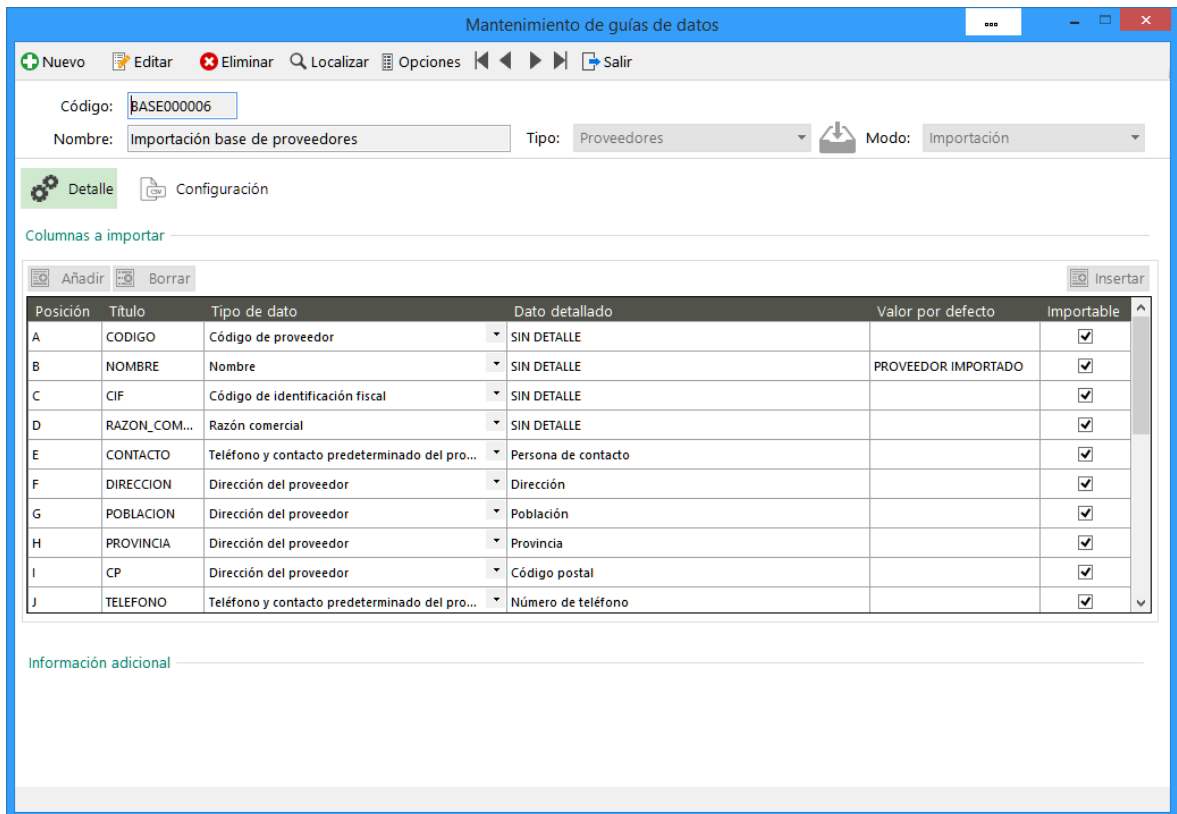 Mantenimiento de guías de datos
Nuevo Editar Eliminar Localizar Opciones Salir
Código: BASE000006
Nombre: Importación base de proveedores Tipo: Proveedores Modo: Importación
Detalle CSV Configuración
Columnas a importar
Añadir Borrar Insertar
Posición Título Tipo de dato Dato detallado Valor por defecto Importable
A CODIGO Código de proveedor SIN DETALLE
B NOMBRE Nombre SIN DETALLE PROVEEDOR IMPORTADO
C CIF Código de identificación fiscal SIN DETALLE
D RAZON_COM... Razón comercial SIN DETALLE
E CONTACTO Teléfono y contacto predeterminado del pro... Persona de contacto
F DIRECCION Dirección del proveedor Dirección
G POBLACION Dirección del proveedor Población
H PROVINCIA Dirección del proveedor Provincia
I CP Dirección del proveedor Código postal
J TELEFONO Teléfono y contacto predeterminado del pro... Número de teléfono
Información adicional